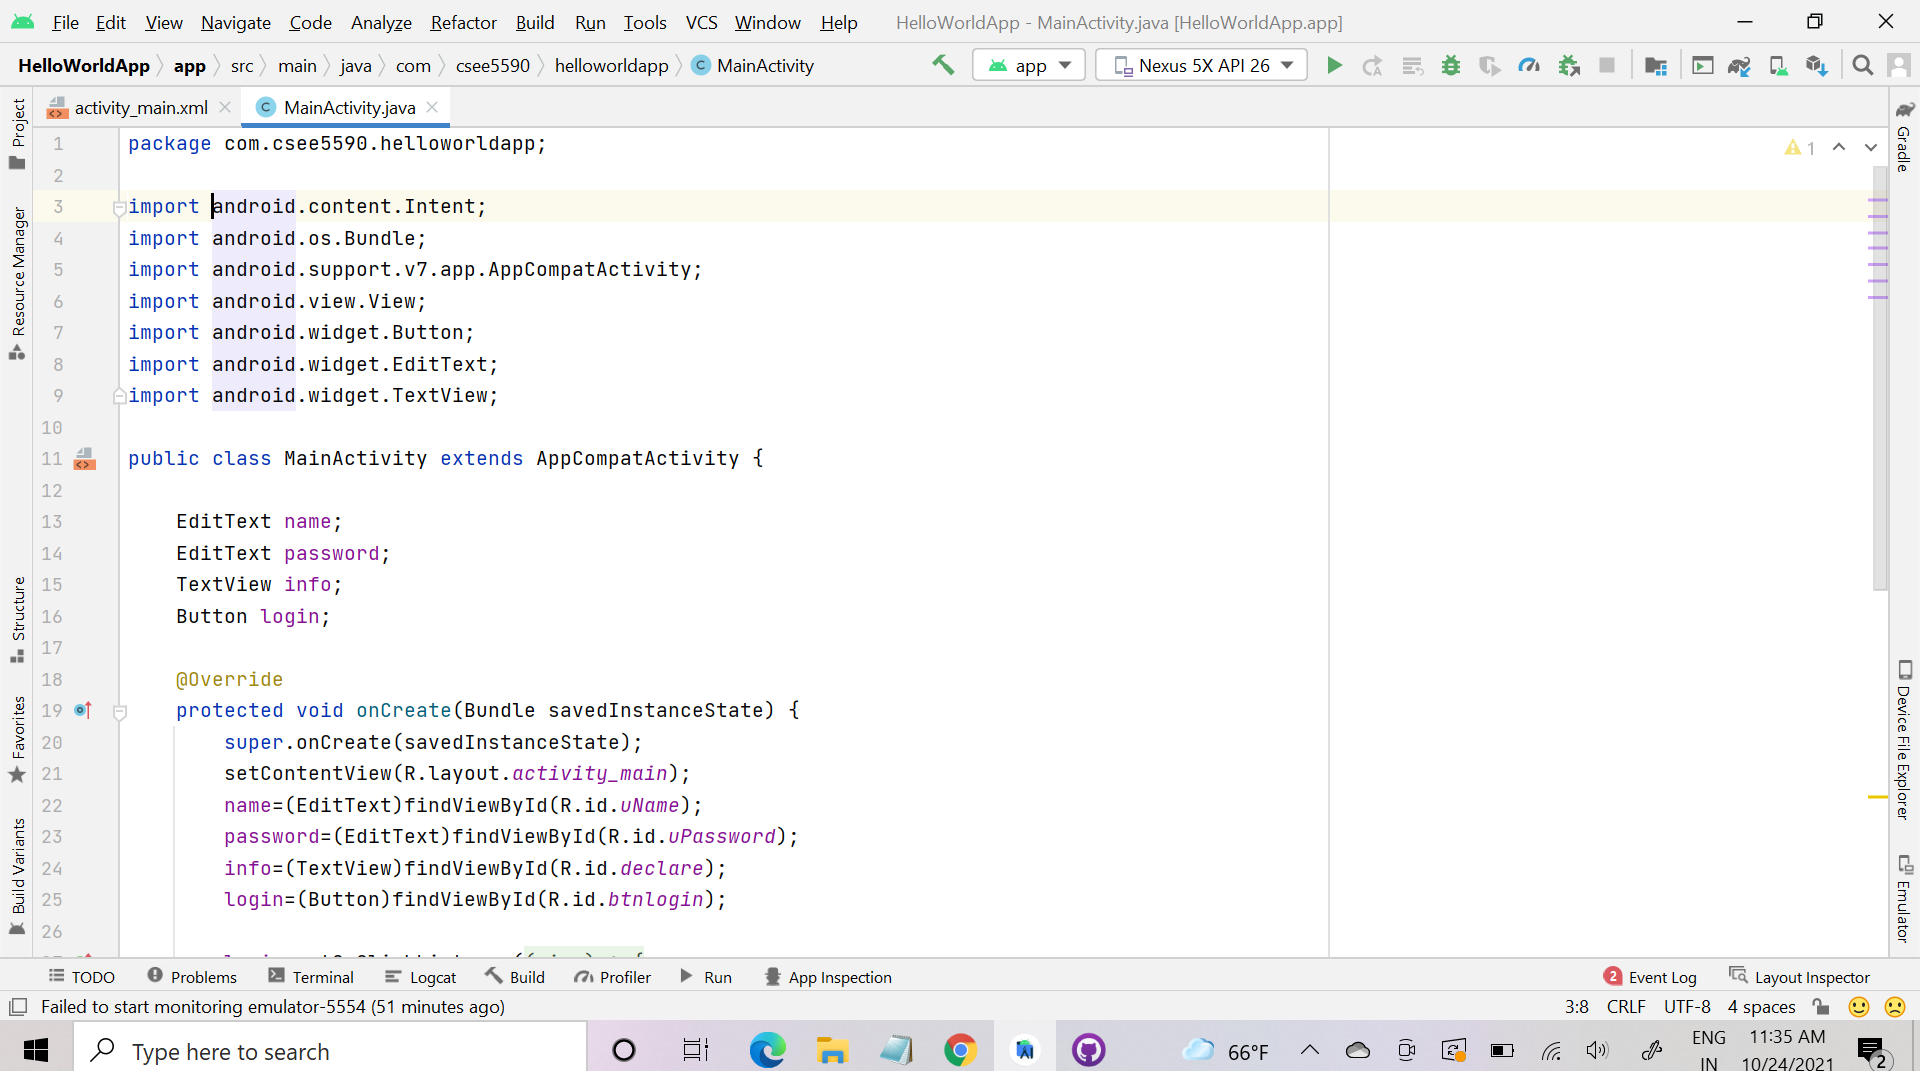 File Edit View Navigate Code Analyze Refactor Build Run Tools VCS Window Help HelloWorldApp - MainActivity.java [HelloWorldApp.app]
HelloWorldApp app src main java com csee5590 helloworldapp C MainActivity app Nexus 5X API 26
activity_main.xml C MainActivity.java
Project
Resource Manager
Structure
Favorites
Build Variants
1 package com.csee5590.helloworldapp;
2
3 import android.content.Intent;
4 import android.os.Bundle;
5 import android.support.v7.app.AppCompatActivity;
6 import android.view.View;
7 import android.widget.Button;
8 import android.widget.EditText;
9 import android.widget.TextView;
10
11 public class MainActivity extends AppCompatActivity {
12
13 EditText name;
14 EditText password;
15 TextView info;
16 Button login;
17
18 @Override
19 protected void onCreate(Bundle savedInstanceState) {
20 super.onCreate(savedInstanceState);
21 setContentView(R.layout.activity_main);
22 name=(EditText)findViewById(R.id.uName);
23 password=(EditText)findViewById(R.id.uPassword);
24 info=(TextView)findViewById(R.id.declare);
25 login=(Button)findViewById(R.id.btnlogin);
26
1
Gradle
Device File Explorer
Emulator
TODO Problems Terminal Logcat Build Profiler Run App Inspection 2 Event Log Layout Inspector
Failed to start monitoring emulator-5554 (51 minutes ago) 3:8 CRLF UTF-8 4 spaces
Type here to search 66°F ENG 11:35 AM
IN 10/24/2021 2